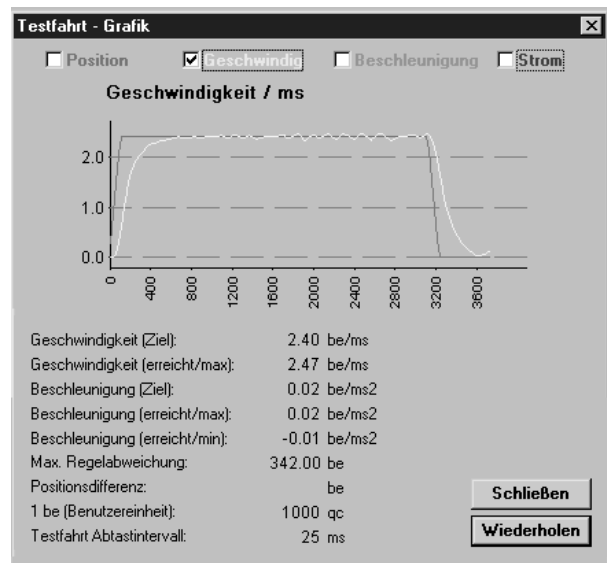 Testfahrt - Grafik
Position Geschwindig Beschleunigung Strom
Geschwindigkeit / ms
2.0
1.0
0.0
0 400 800 1200 1600 2000 2400 2800 3200 3600
Geschwindigkeit (Ziel): 2.40 be/ms
Geschwindigkeit (erreicht/max): 2.47 be/ms
Beschleunigung (Ziel): 0.02 be/ms2
Beschleunigung (erreicht/max): 0.02 be/ms2
Beschleunigung (erreicht/min): -0.01 be/ms2
Max. Regelabweichung: 342.00 be
Positionsdifferenz: be
1 be (Benutzereinheit): 1000 qc
Testfahrt Abtastintervall: 25 ms
Schließen
Wiederholen